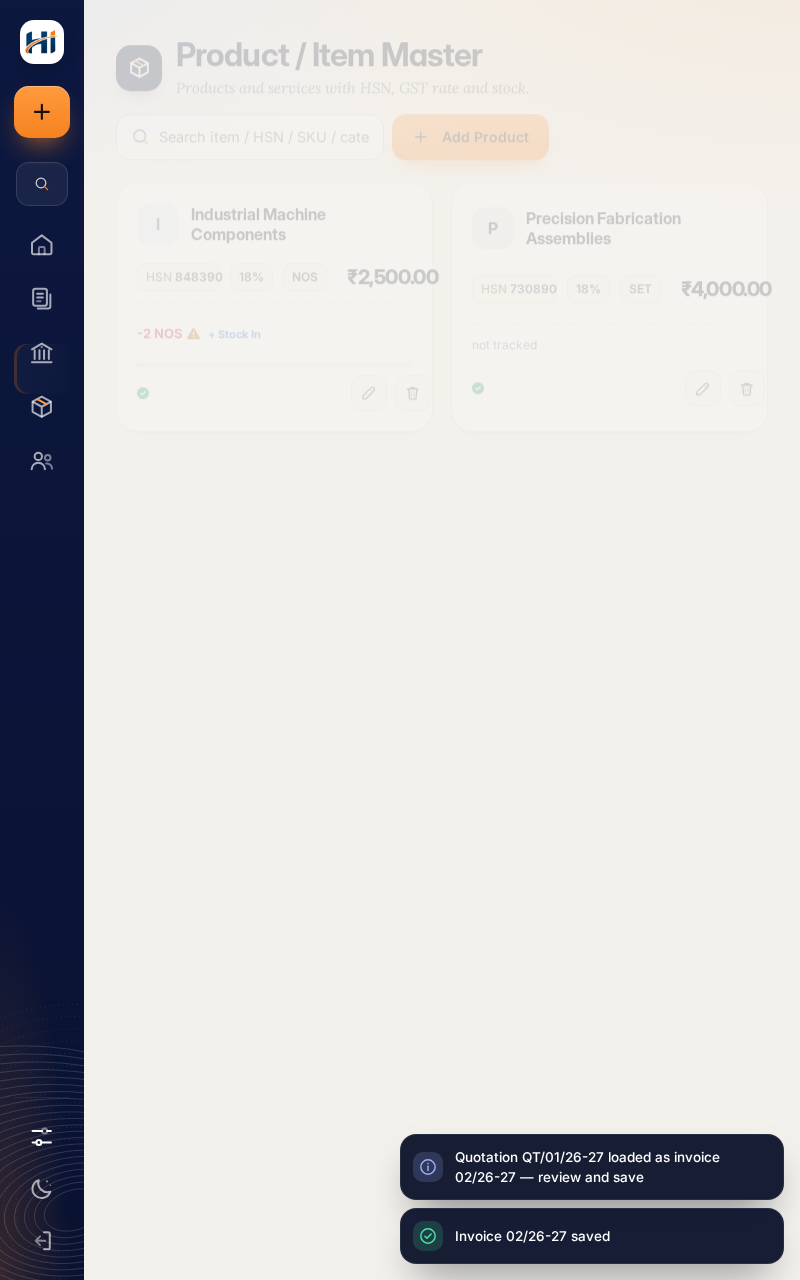 Hi
Product / Item Master
Products and services with HSN, GST rate and stock.
Search item / HSN / SKU / cate
Add Product
I
Industrial Machine
Components
HSN 848390
18%
NOS
₹2,500.00
-2 NOS
+ Stock In
P
Precision Fabrication
Assemblies
HSN 730890
18%
SET
₹4,000.00
not tracked
Quotation QT/01/26-27 loaded as invoice
02/26-27 — review and save
Invoice 02/26-27 saved